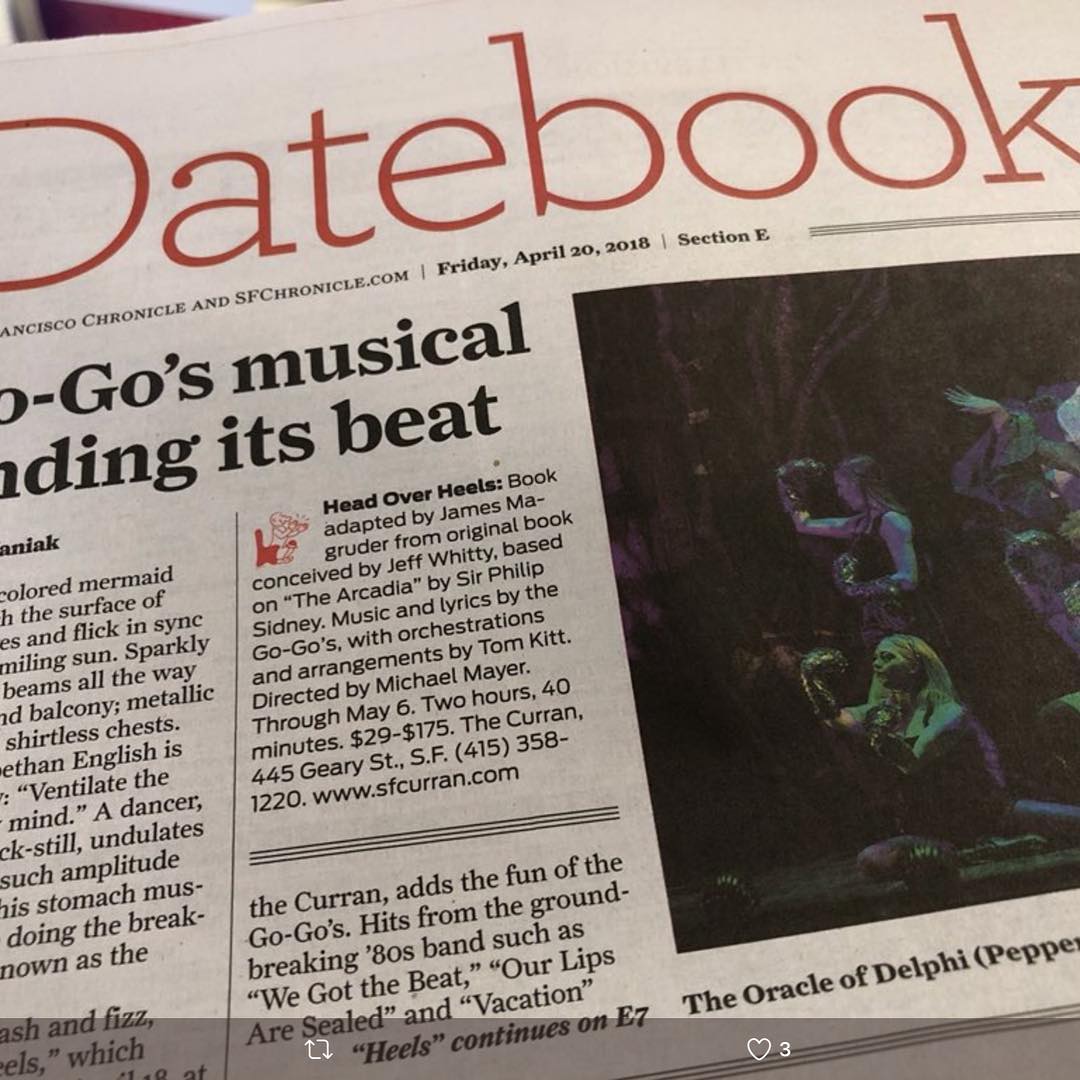 Datebook
ANCISCO CHRONICLE AND SFCHRONICLE.COM | Friday, April 20, 2018 | Section E
o-Go's musical
nding its beat
aniak
colored mermaid
h the surface of
es and flick in sync
miling sun. Sparkly
beams all the way
nd balcony; metallic
shirtless chests.
bethan English is
y: “Ventilate the
mind.” A dancer,
ck-still, undulates
such amplitude
his stomach mus-
doing the break-
nown as the
ash and fizz,
eels,” which
Head Over Heels: Book
adapted by James Ma-
gruder from original book
conceived by Jeff Whitty, based
on “The Arcadia” by Sir Philip
Sidney. Music and lyrics by the
Go-Go's, with orchestrations
and arrangements by Tom Kitt.
Directed by Michael Mayer.
Through May 6. Two hours, 40
minutes. $29-$175. The Curran,
445 Geary St., S.F. (415) 358-
1220. www.sfcurran.com
the Curran, adds the fun of the
Go-Go's. Hits from the ground-
breaking '80s band such as
“We Got the Beat,” “Our Lips
Are Sealed” and “Vacation”
“Heels” continues on E7
The Oracle of Delphi (Pepper
3